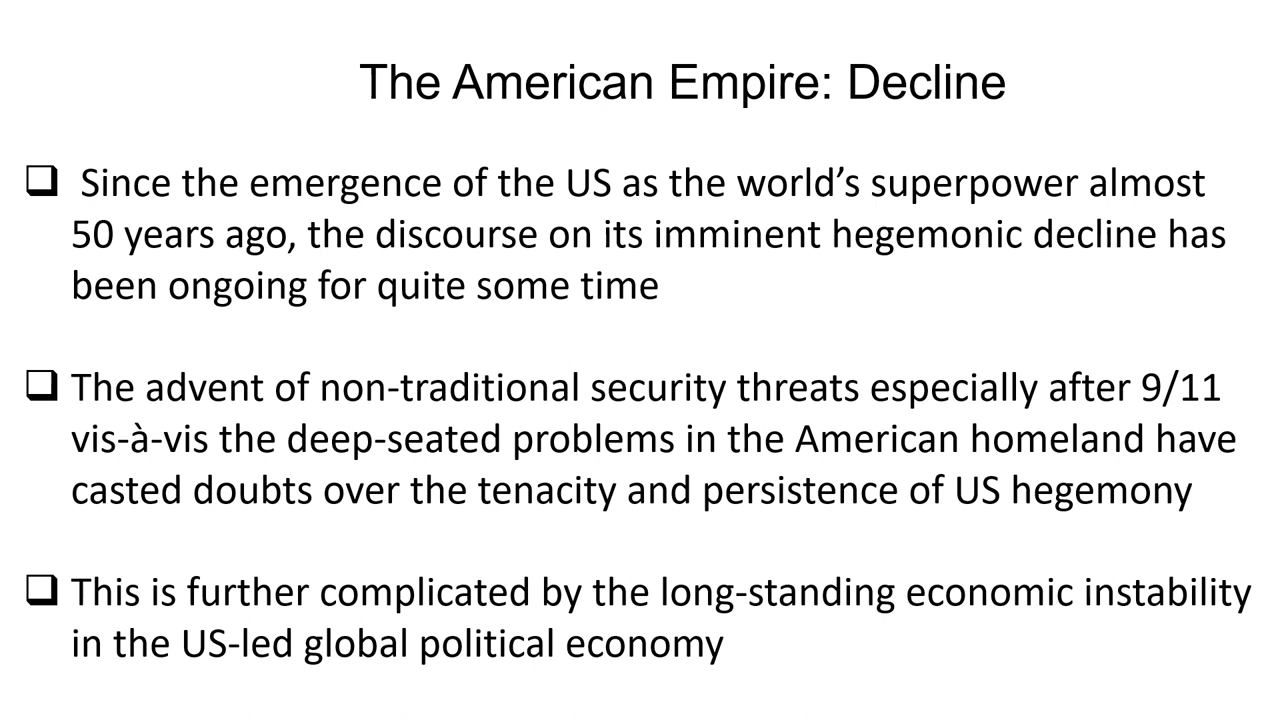 The American Empire: Decline
❑ Since the emergence of the US as the world’s superpower almost
50 years ago, the discourse on its imminent hegemonic decline has
been ongoing for quite some time
❑ The advent of non-traditional security threats especially after 9/11
vis-à-vis the deep-seated problems in the American homeland have
casted doubts over the tenacity and persistence of US hegemony
❑ This is further complicated by the long-standing economic instability
in the US-led global political economy